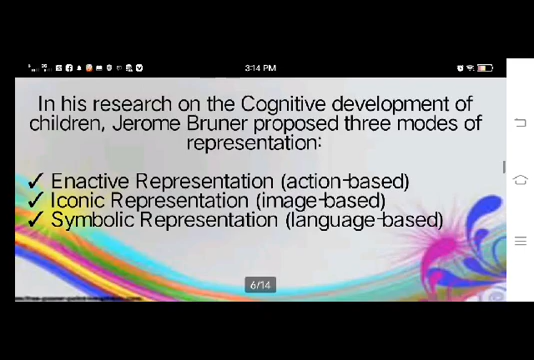 3:14 PM
In his research on the Cognitive development of
children, Jerome Bruner proposed three modes of
representation:
✓ Enactive Representation (action-based)
✓ Iconic Representation (image-based)
✓ Symbolic Representation (language-based)
6/14